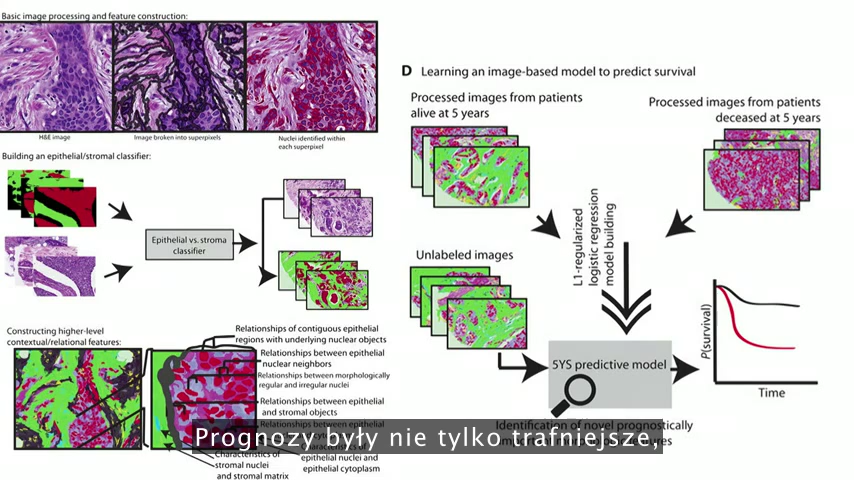 Basic image processing and feature construction:
H&E image
Image broken into superpixels
Nuclei identified within
each superpixel
Building an epithelial/stromal classifier:
Epithelial vs. stroma
classifier
Constructing higher-level
contextual/relational features:
Relationships of contiguous epithelial
regions with underlying nuclear objects
Relationships between epithelial
nuclear neighbors
Relationships between morphologically
regular and irregular nuclei
Relationships between epithelial
and stromal objects
Relationships between epithelial
Characteristics of
stromal nuclei
and stromal matrix
Characteristics of
epithelial nuclei and
epithelial cytoplasm
D Learning an image-based model to predict survival
Processed images from patients
alive at 5 years
Processed images from patients
deceased at 5 years
L1-regularized
logistic regression
model building
Unlabeled images
5YS predictive model
P(survival)
Time
Identification of novel prognostically
Prognozy były nie tylko trafniejsze,